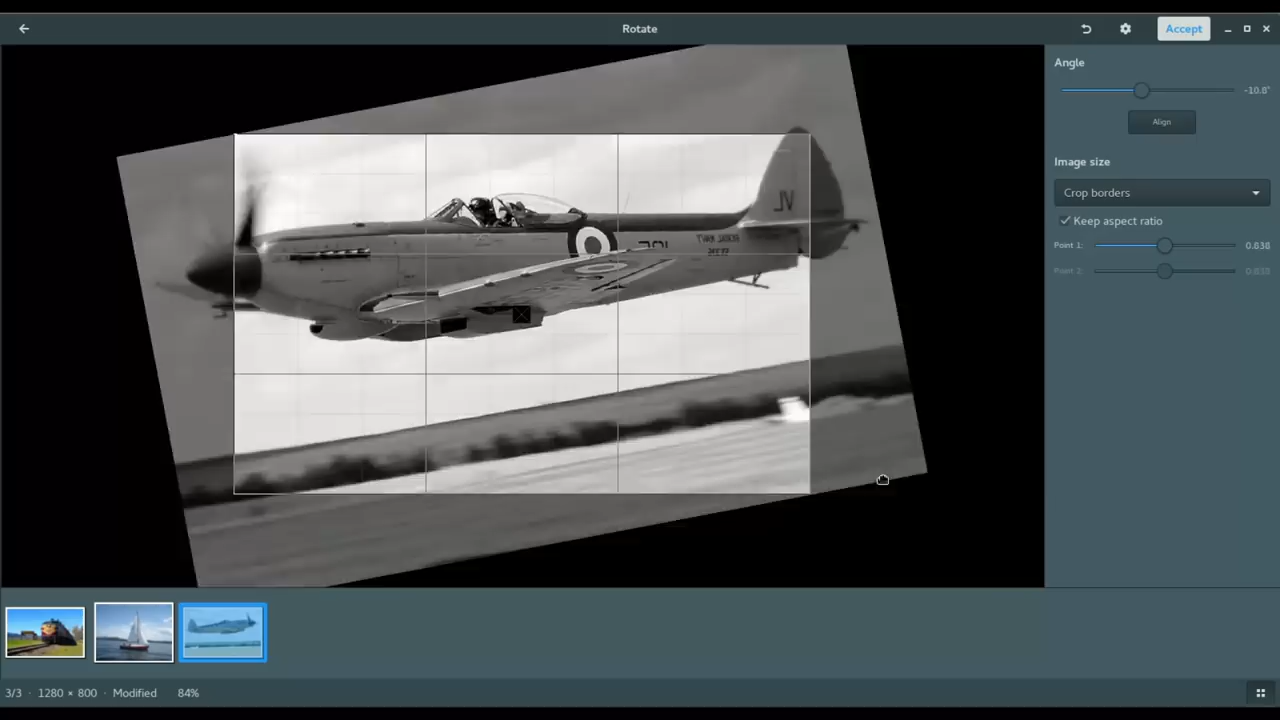 Rotate
Accept
Angle
-10.8°
Align
Image size
Crop borders
Keep aspect ratio
Point 1:
0.838
Point 2:
0.838
3/3 · 1280 × 800 · Modified
84%